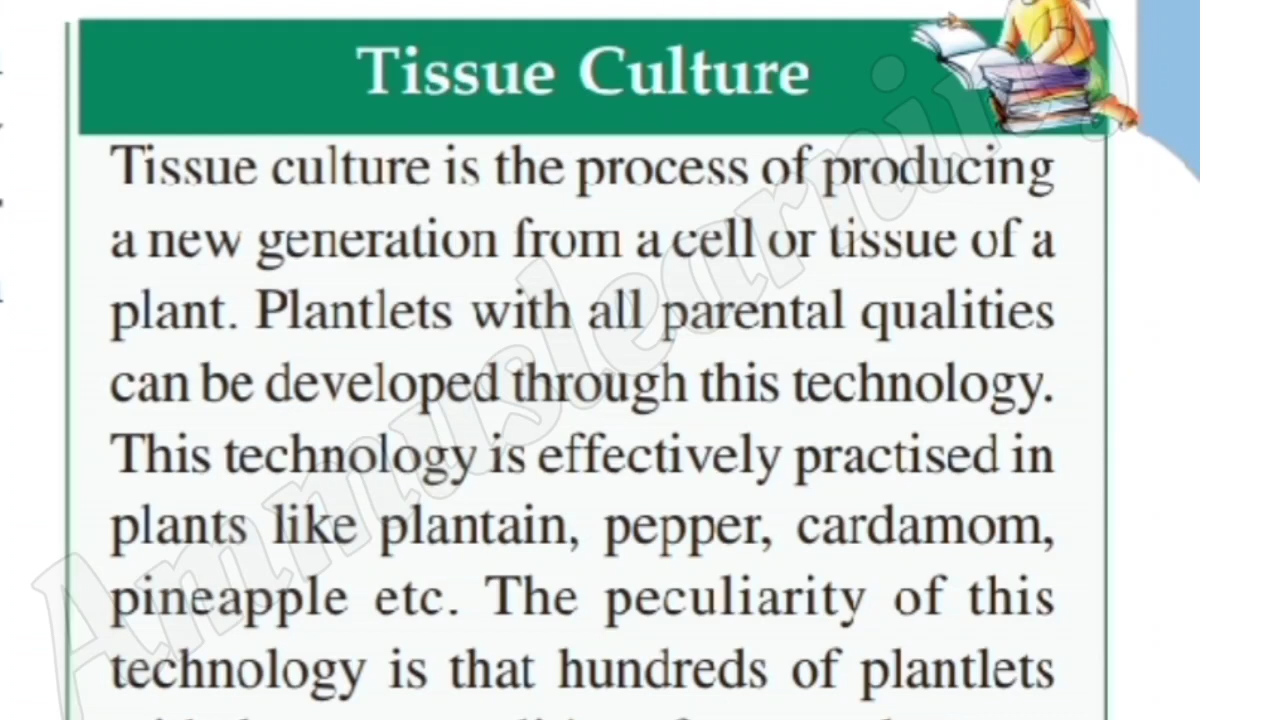 Tissue Culture
Tissue culture is the process of producing
a new generation from a cell or tissue of a
plant. Plantlets with all parental qualities
can be developed through this technology.
This technology is effectively practised in
plants like plantain, pepper, cardamom,
pineapple etc. The peculiarity of this
technology is that hundreds of plantlets
Ammuslearning